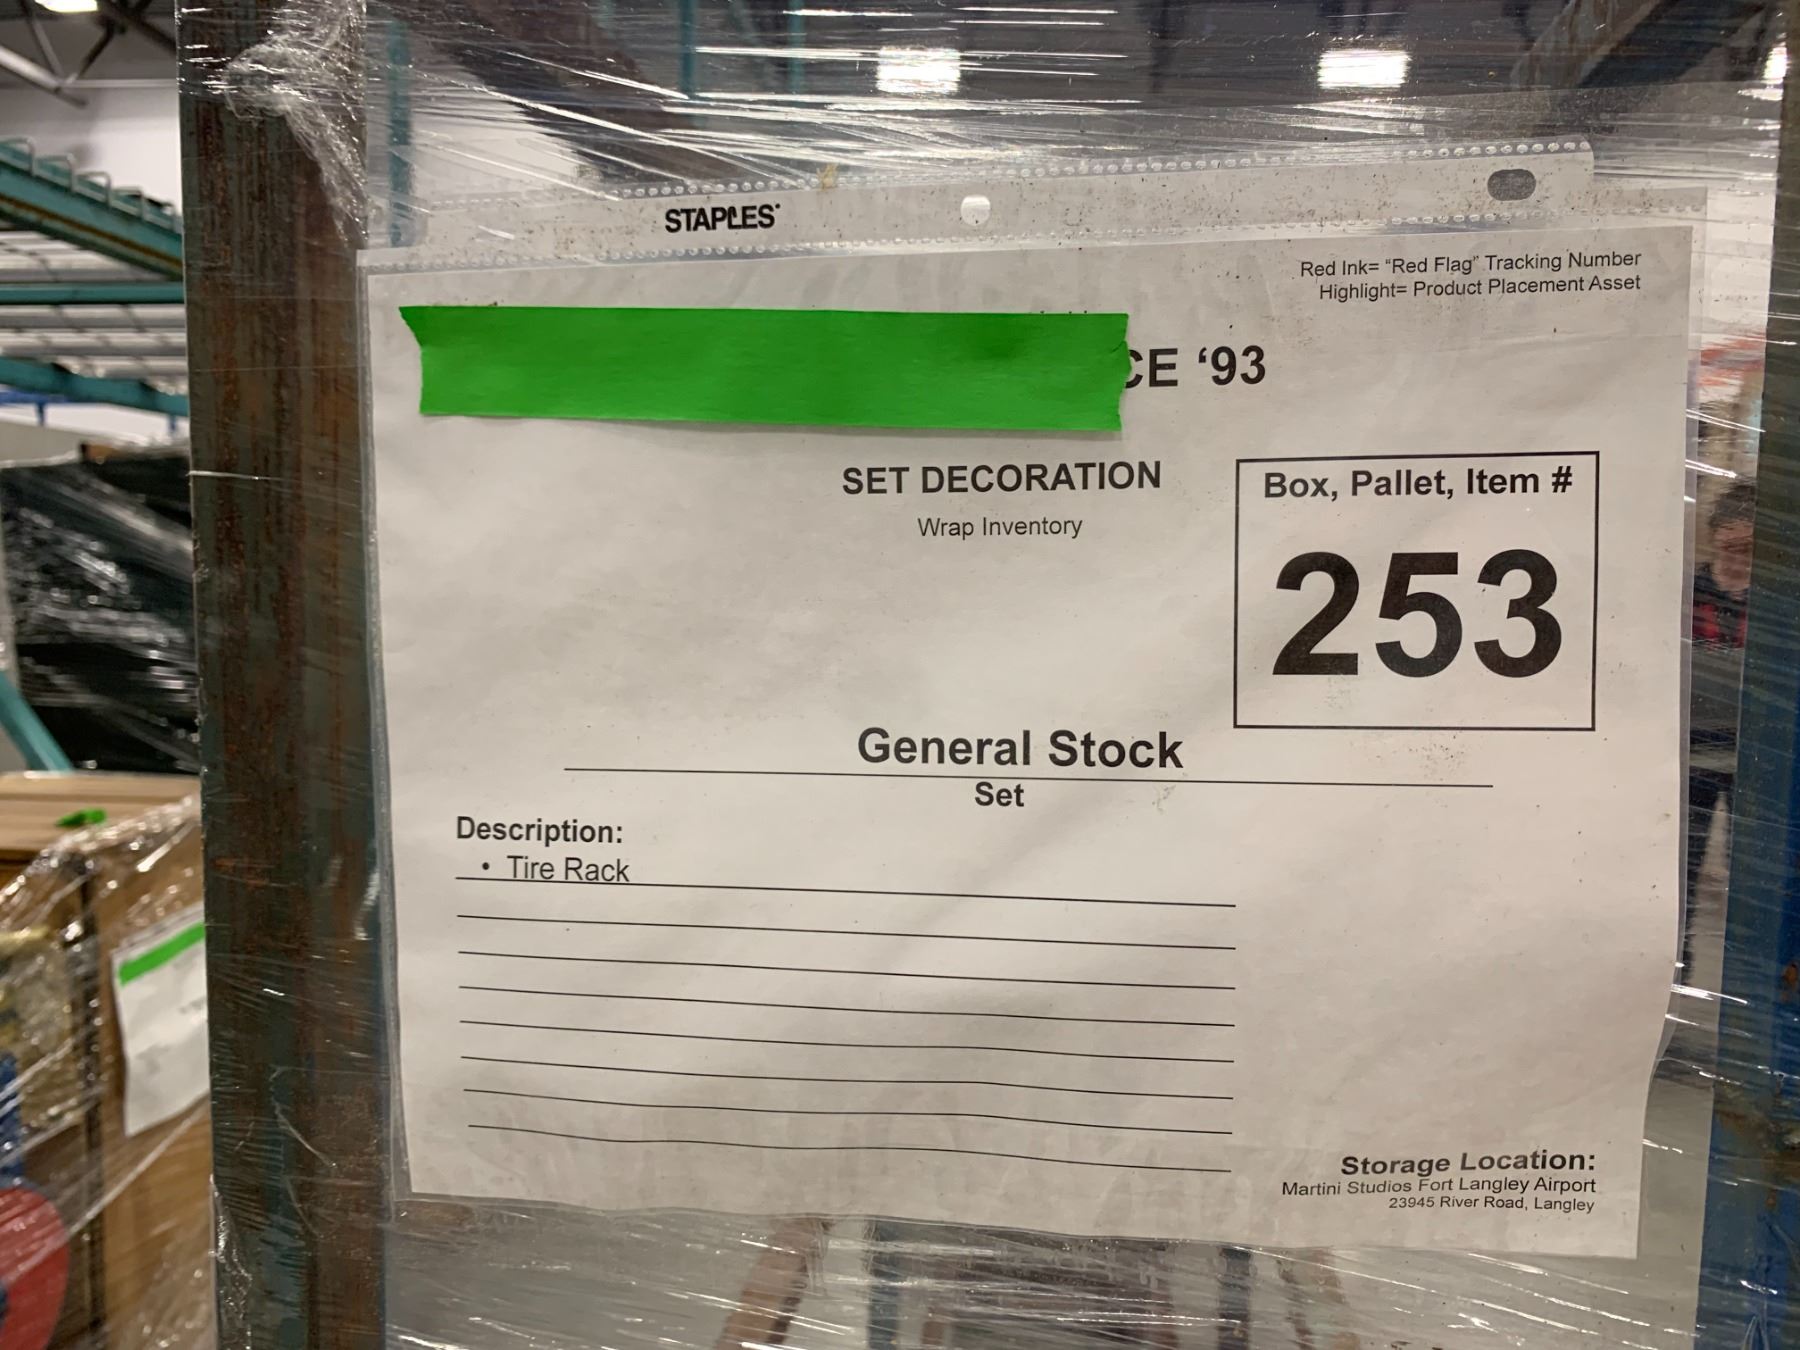 STAPLES
Red Ink= "Red Flag" Tracking Number
Highlight= Product Placement Asset
CE ‘93
SET DECORATION
Wrap Inventory
Box, Pallet, Item #
253
General Stock
Set
Description:
• Tire Rack
Storage Location:
Martini Studios Fort Langley Airport
23945 River Road, Langley